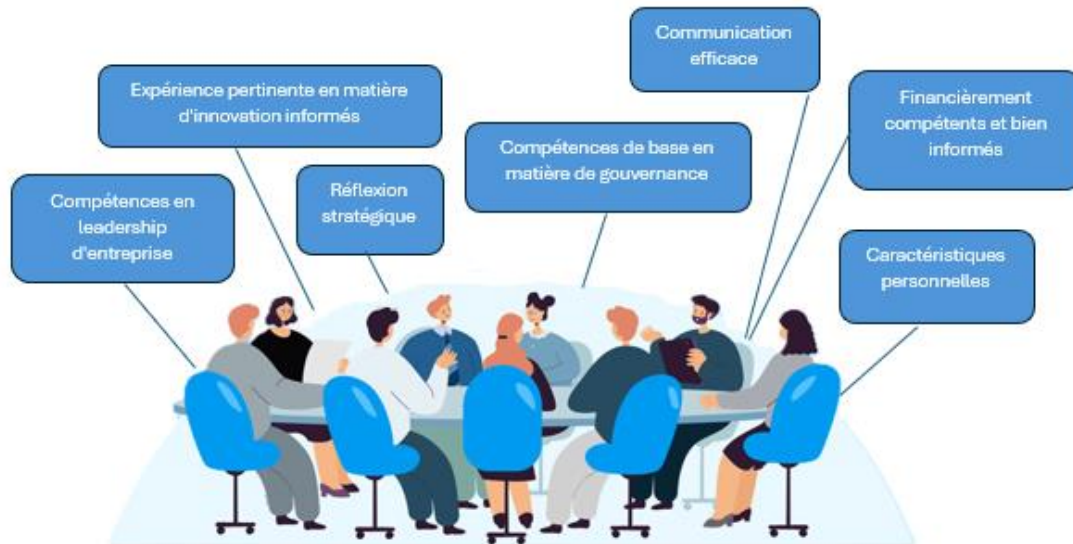 Communication
efficace
Expérience pertinente en matière
d'innovation informés
Financièrement
compétents et bien
informés
Compétences de base en
matière de gouvernance
Réflexion
stratégique
Compétences en
leadership
d'entreprise
Caractéristiques
personnelles